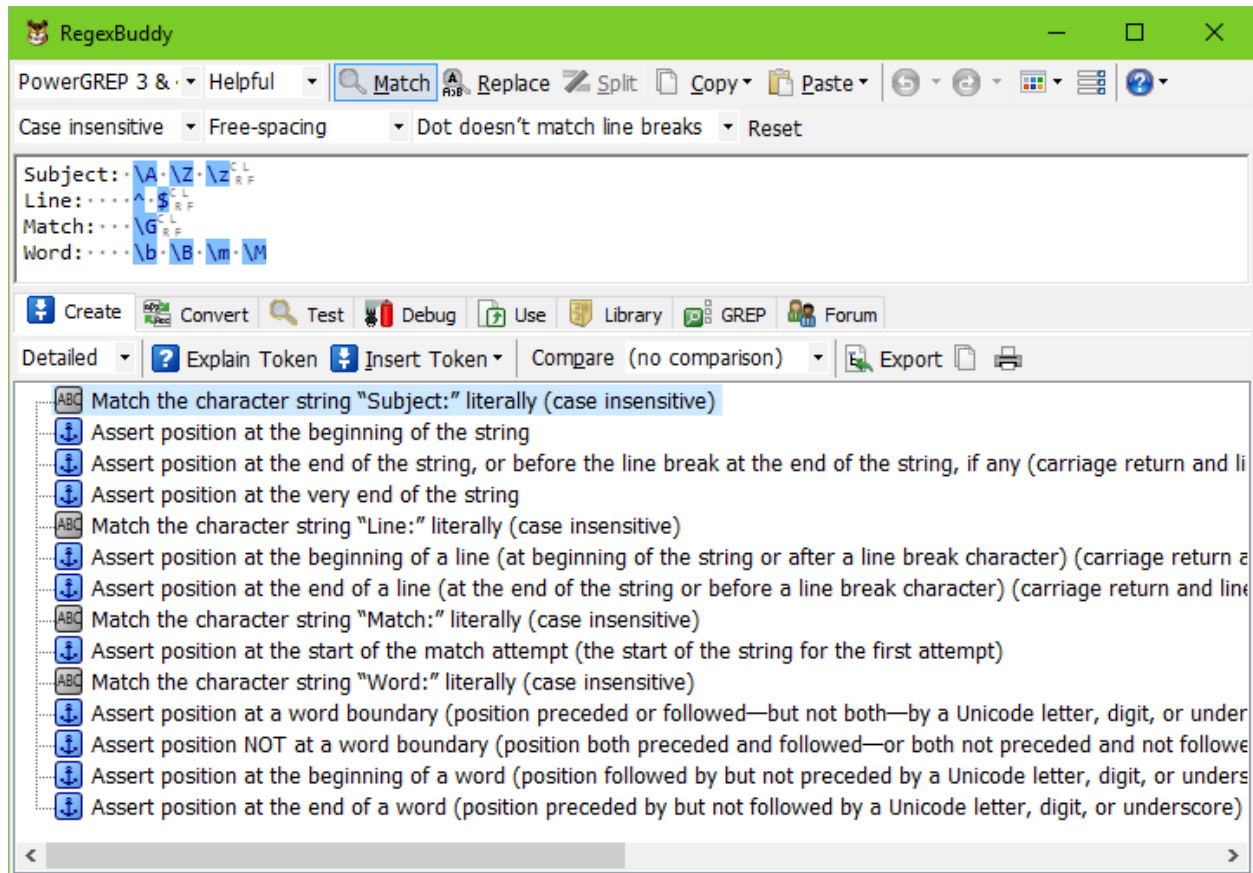 RegexBuddy
PowerGREP 3 & Helpful Match Replace Split Copy Paste
Case insensitive Free-spacing Dot doesn’t match line breaks Reset
Subject:·\A·\Z·\z CRLF
Line:····^·$ CRLF
Match:···\G CRLF
Word:····\b·\B·\m·\M
Create Convert Test Debug Use Library GREP Forum
Detailed Explain Token Insert Token Compare (no comparison) Export
Match the character string “Subject:” literally (case insensitive)
Assert position at the beginning of the string
Assert position at the end of the string, or before the line break at the end of the string, if any (carriage return and li
Assert position at the very end of the string
Match the character string “Line:” literally (case insensitive)
Assert position at the beginning of a line (at beginning of the string or after a line break character) (carriage return a
Assert position at the end of a line (at the end of the string or before a line break character) (carriage return and line
Match the character string “Match:” literally (case insensitive)
Assert position at the start of the match attempt (the start of the string for the first attempt)
Match the character string “Word:” literally (case insensitive)
Assert position at a word boundary (position preceded or followed—but not both—by a Unicode letter, digit, or under
Assert position NOT at a word boundary (position both preceded and followed—or both not preceded and not followe
Assert position at the beginning of a word (position followed by but not preceded by a Unicode letter, digit, or unders
Assert position at the end of a word (position preceded by but not followed by a Unicode letter, digit, or underscore)